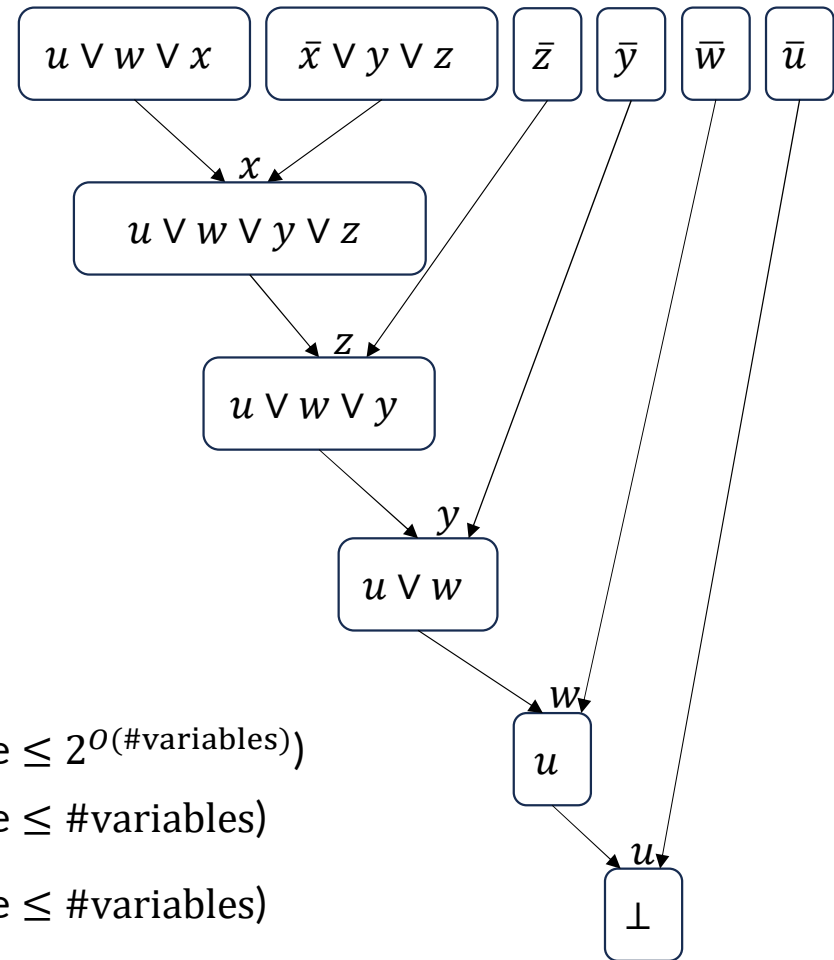 u ∨ w ∨ x x̄ ∨ y ∨ z z̄ ȳ w̄ ū
x
u ∨ w ∨ y ∨ z
z
u ∨ w ∨ y
y
u ∨ w
w
e ≤ 2^{O(#variables)})
u
e ≤ #variables)
u
e ≤ #variables)
⊥